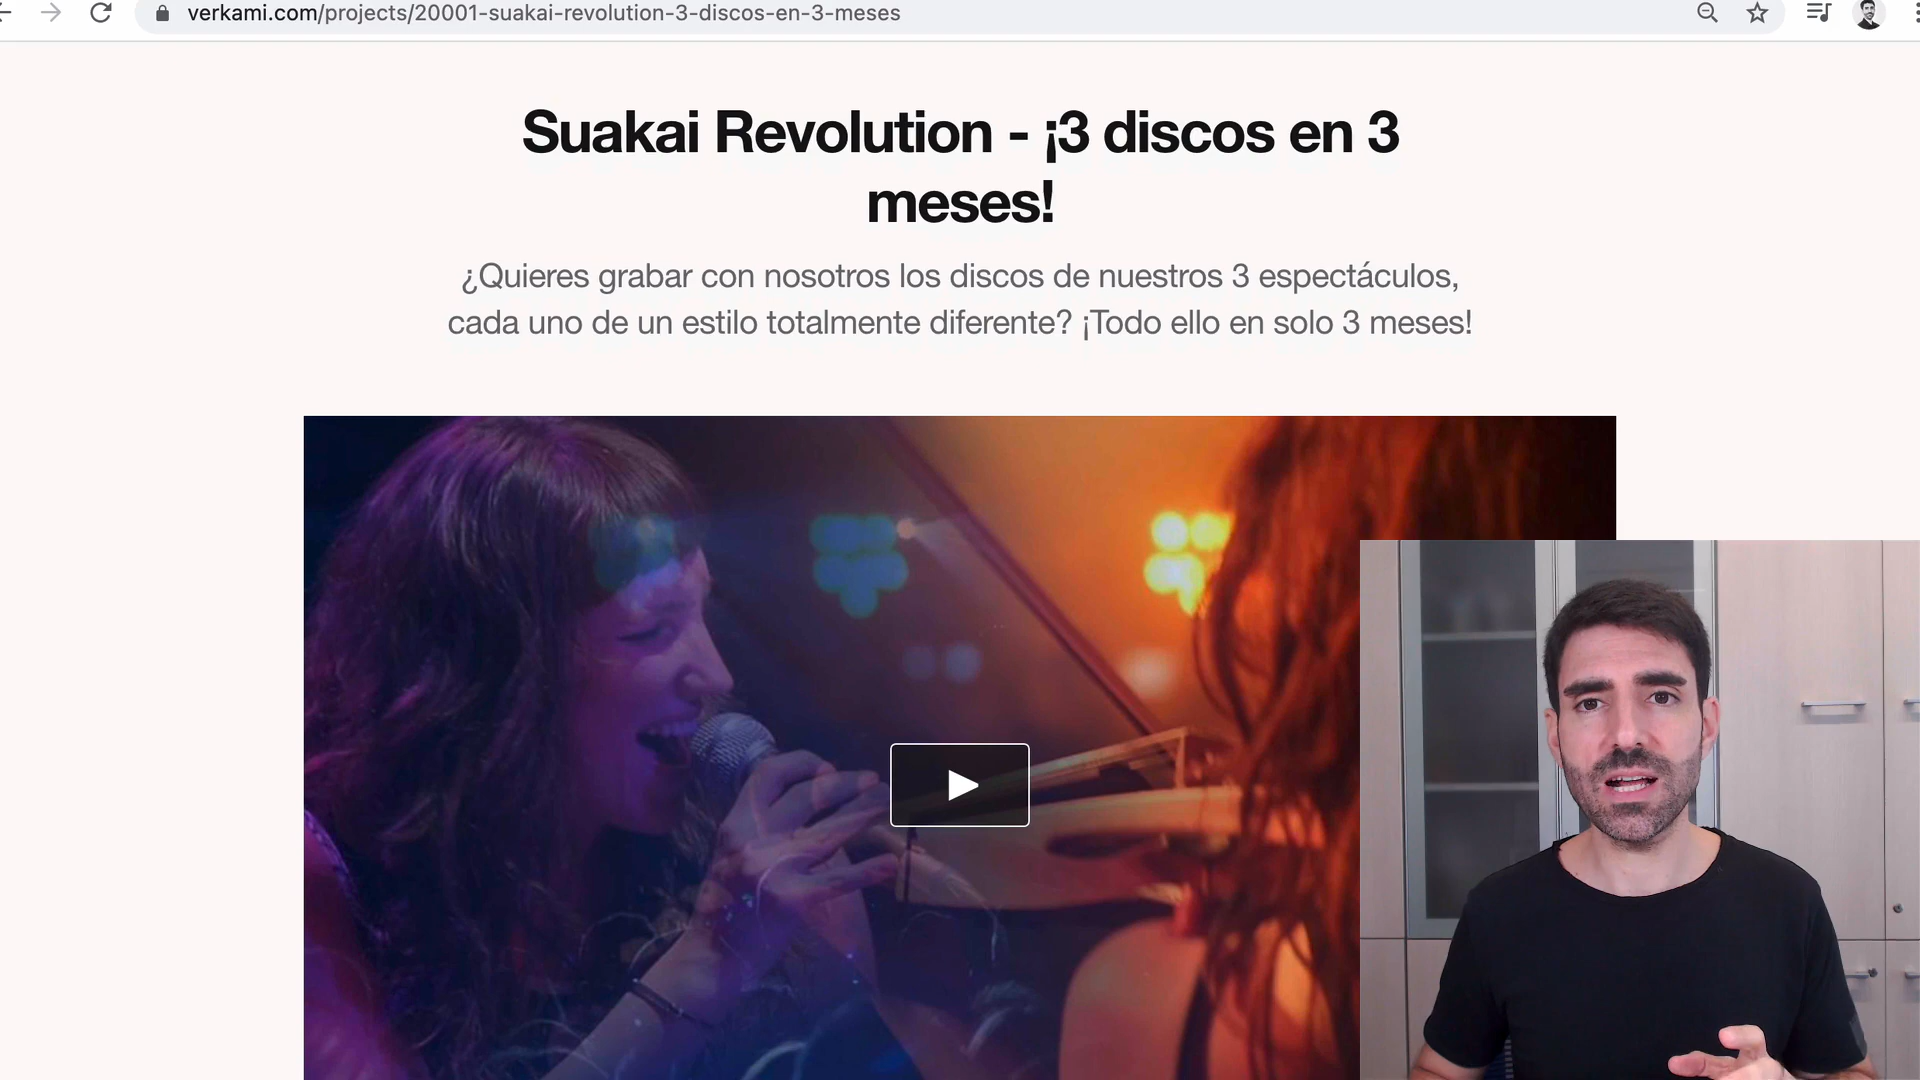 verkami.com/projects/20001-suakai-revolution-3-discos-en-3-meses
Suakai Revolution - ¡3 discos en 3
meses!
¿Quieres grabar con nosotros los discos de nuestros 3 espectáculos,
cada uno de un estilo totalmente diferente? ¡Todo ello en solo 3 meses!